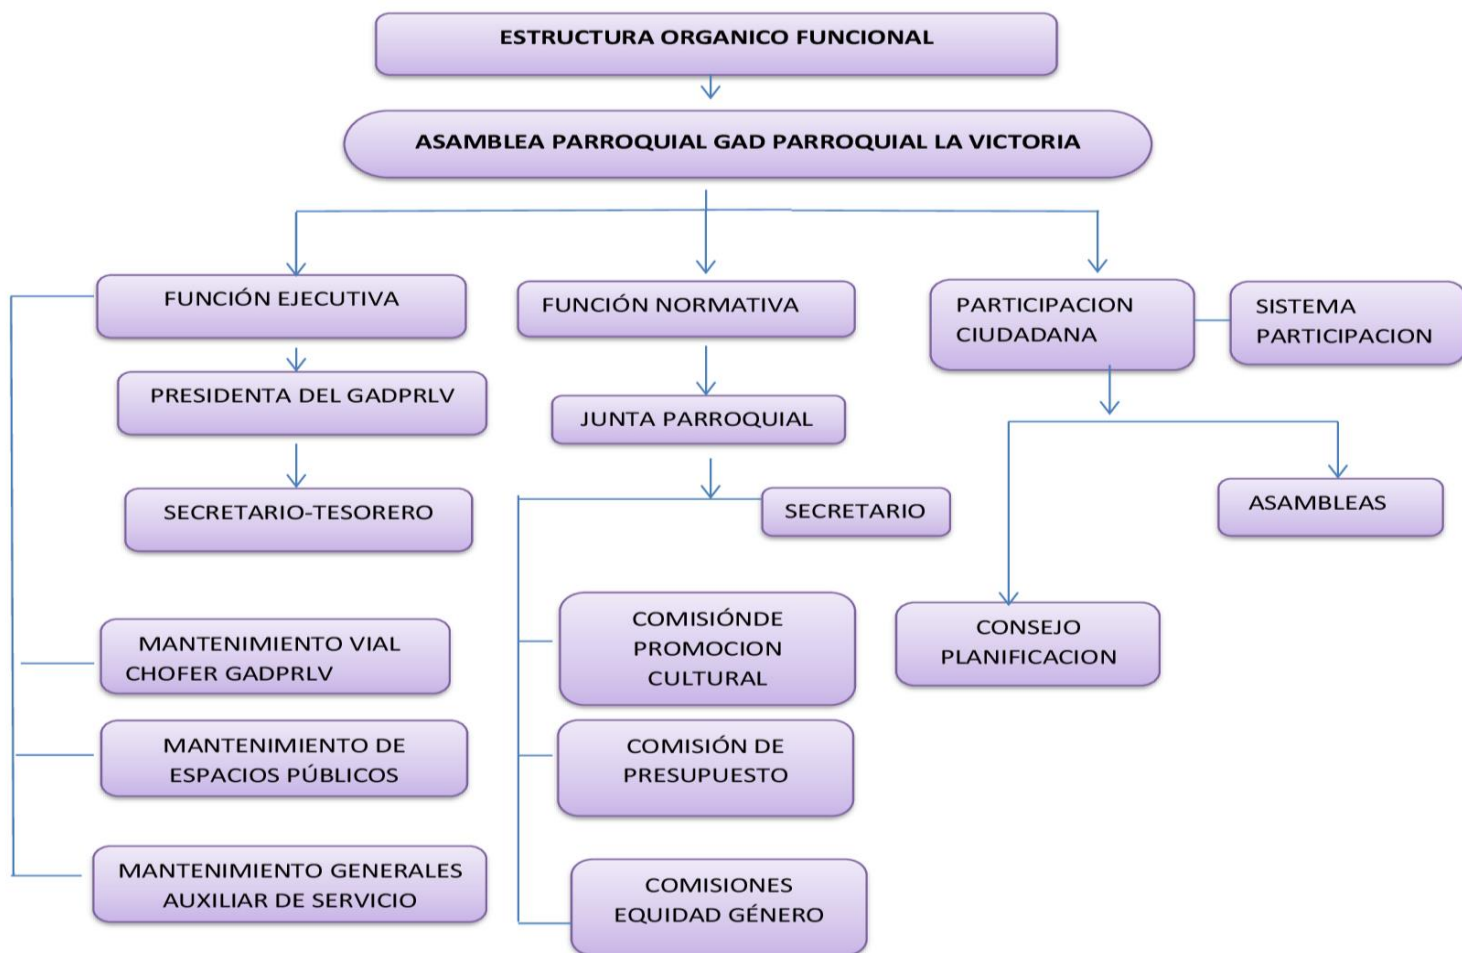 ESTRUCTURA ORGANICO FUNCIONAL
ASAMBLEA PARROQUIAL GAD PARROQUIAL LA VICTORIA
FUNCIÓN EJECUTIVA
PRESIDENTA DEL GADPRLV
SECRETARIO-TESORERO
MANTENIMIENTO VIAL
CHOFER GADPRLV
MANTENIMIENTO DE
ESPACIOS PÚBLICOS
MANTENIMIENTO GENERALES
AUXILIAR DE SERVICIO
FUNCIÓN NORMATIVA
JUNTA PARROQUIAL
SECRETARIO
COMISIÓNDE
PROMOCION
CULTURAL
COMISIÓN DE
PRESUPUESTO
COMISIONES
EQUIDAD GÉNERO
PARTICIPACION
CIUDADANA
SISTEMA
PARTICIPACION
ASAMBLEAS
CONSEJO
PLANIFICACION